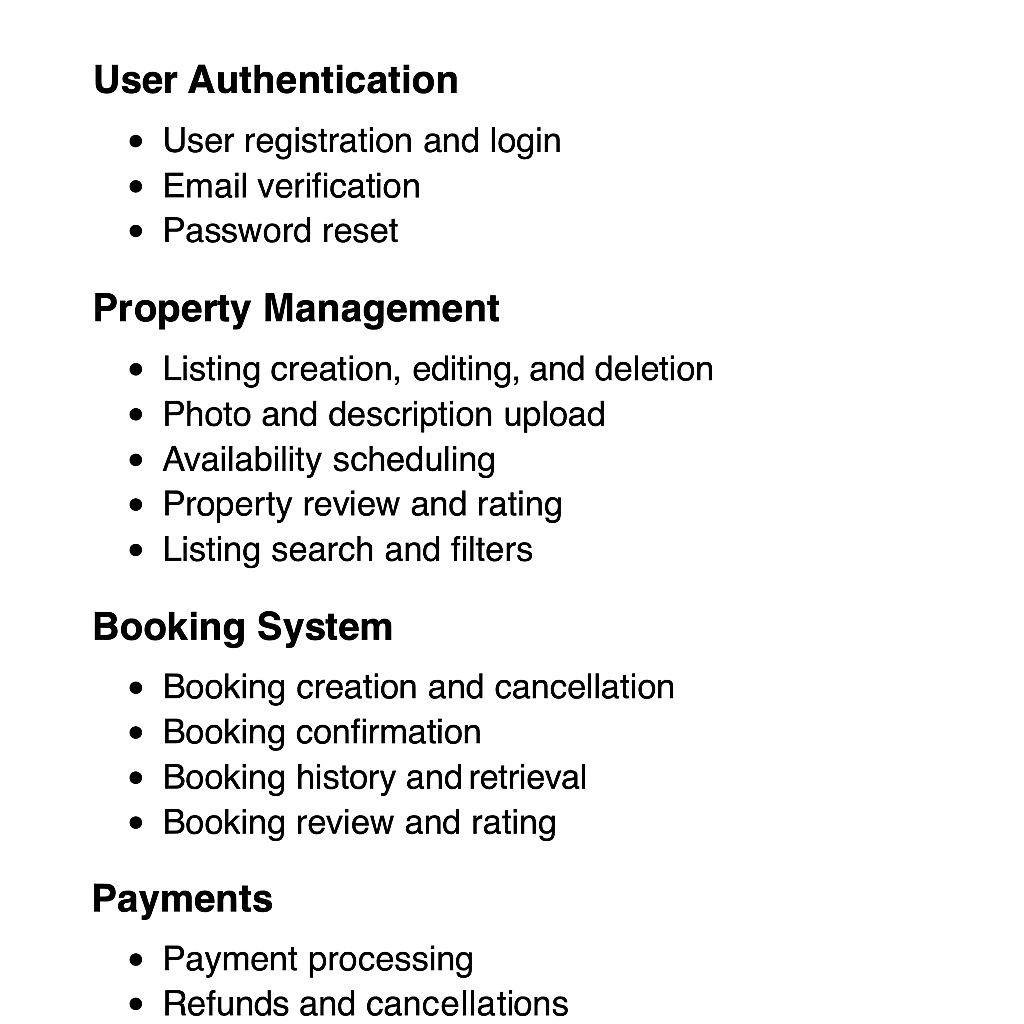 User Authentication
• User registration and login
• Email verification
• Password reset
Property Management
• Listing creation, editing, and deletion
• Photo and description upload
• Availability scheduling
• Property review and rating
• Listing search and filters
Booking System
• Booking creation and cancellation
• Booking confirmation
• Booking history and retrieval
• Booking review and rating
Payments
• Payment processing
• Refunds and cancellations